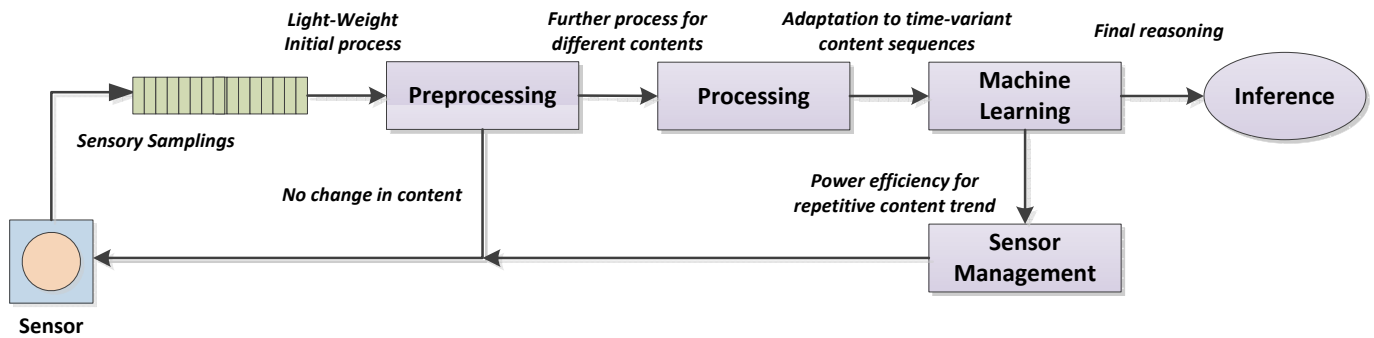 Light-Weight
Initial process
Further process for
different contents
Adaptation to time-variant
content sequences
Final reasoning
Preprocessing
Processing
Machine
Learning
Inference
Sensory Samplings
No change in content
Power efficiency for
repetitive content trend
Sensor
Management
Sensor